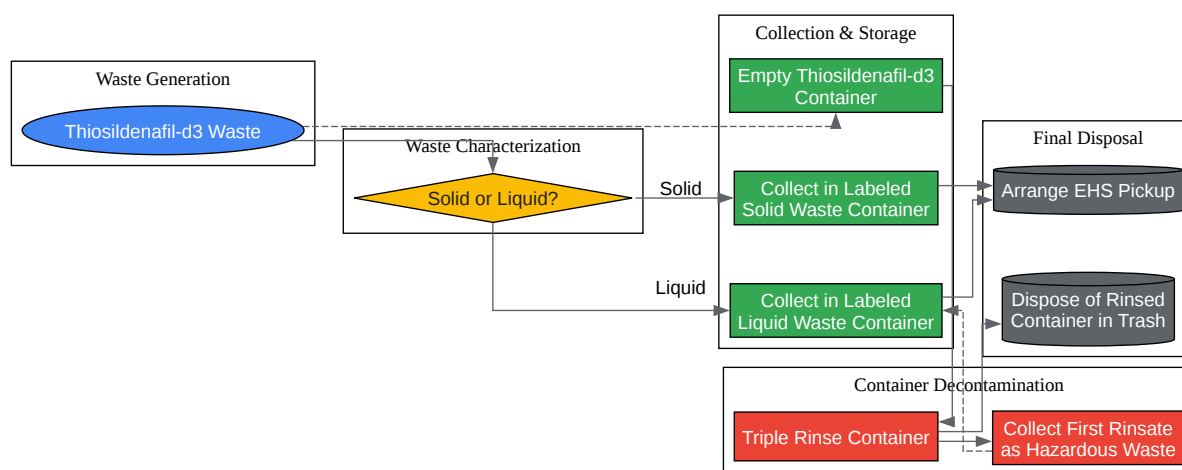 Waste Generation
Thiosildenafil-d3 Waste
Waste Characterization
Solid or Liquid?
Solid
Liquid
Collection & Storage
Empty Thiosildenafil-d3
Container
Collect in Labeled
Solid Waste Container
Collect in Labeled
Liquid Waste Container
Final Disposal
Arrange EHS Pickup
Dispose of Rinsed
Container in Trash
Container Decontamination
Triple Rinse Container
Collect First Rinsate
as Hazardous Waste